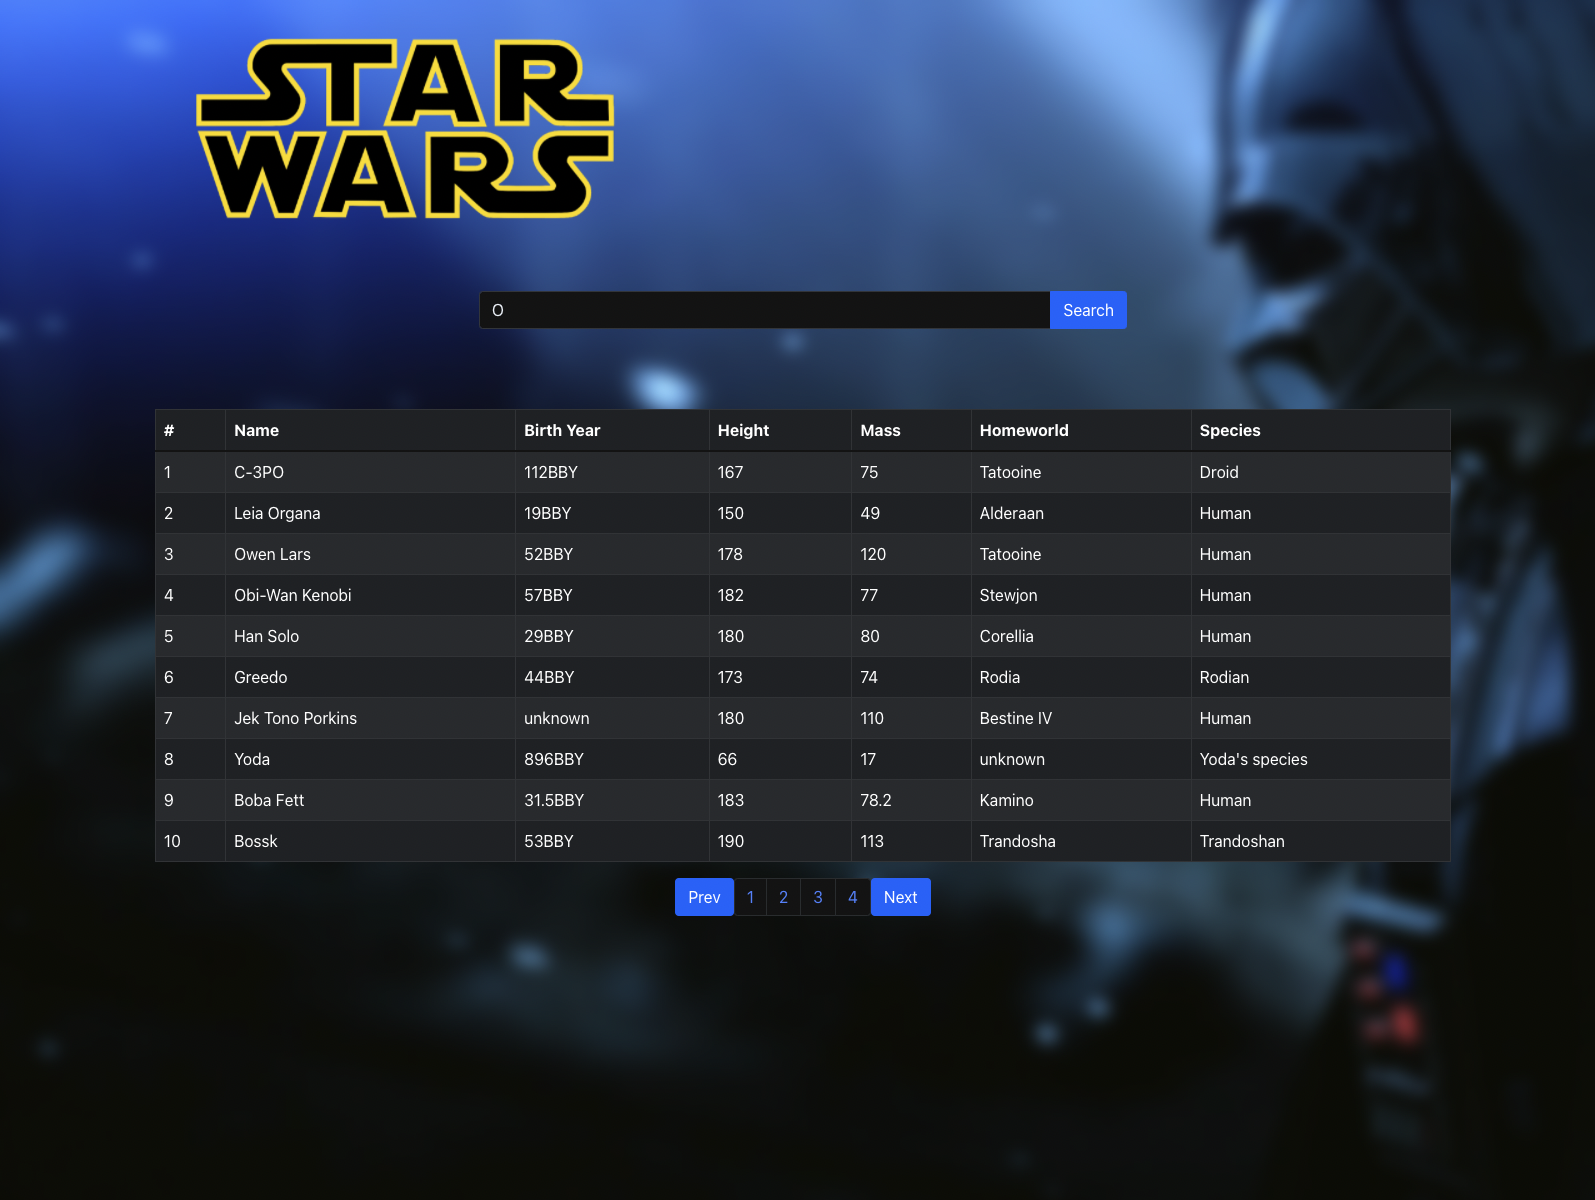 STAR
WARS
O Search
# Name Birth Year Height Mass Homeworld Species
1 C-3PO 112BBY 167 75 Tatooine Droid
2 Leia Organa 19BBY 150 49 Alderaan Human
3 Owen Lars 52BBY 178 120 Tatooine Human
4 Obi-Wan Kenobi 57BBY 182 77 Stewjon Human
5 Han Solo 29BBY 180 80 Corellia Human
6 Greedo 44BBY 173 74 Rodia Rodian
7 Jek Tono Porkins unknown 180 110 Bestine IV Human
8 Yoda 896BBY 66 17 unknown Yoda's species
9 Boba Fett 31.5BBY 183 78.2 Kamino Human
10 Bossk 53BBY 190 113 Trandosha Trandoshan
Prev 1 2 3 4 Next